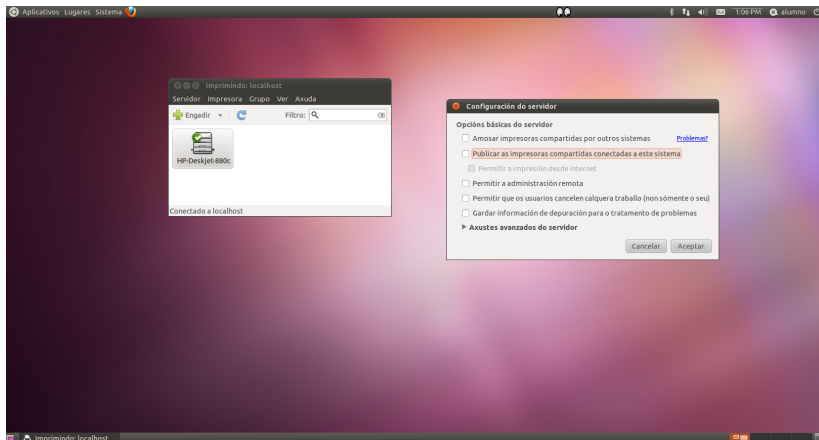 Aplicativos Lugares Sistema 1:06 PM alumno
Imprimindo: localhost
Servidor Impresora Grupo Ver Axuda
Engadir Filtro:
HP-Deskjet-880c
Conectado a localhost
Configuración do servidor
Opcións básicas do servidor
Amosar impresoras compartidas por outros sistemas Problemas?
Publicar as impresoras compartidas conectadas a este sistema
Permitir a impresión desde internet
Permitir a administración remota
Permitir que os usuarios cancelen calquera traballo (non sómente o seu)
Gardar información de depuración para o tratamento de problemas
Axustes avanzados do servidor
Cancelar Aceptar
Imprimindo: localhost